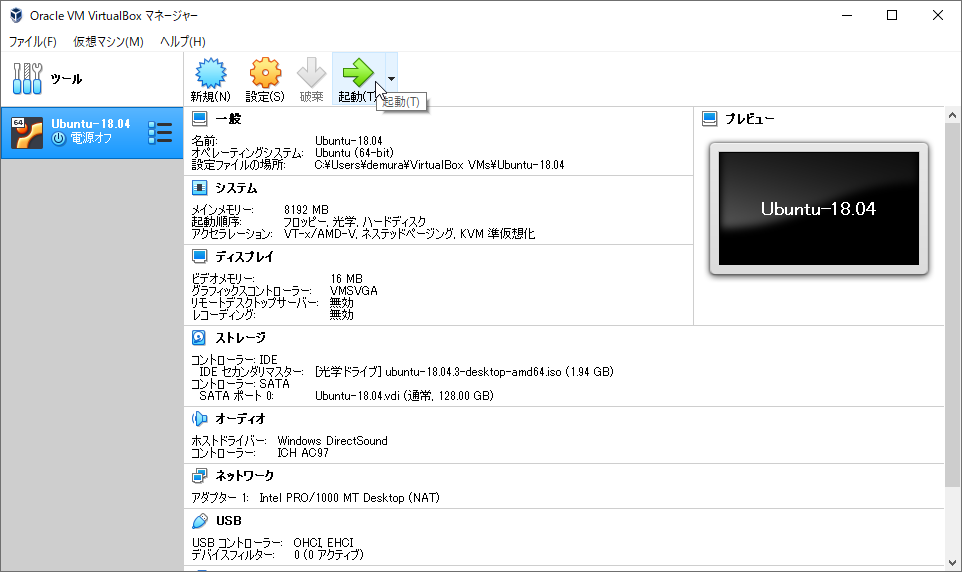 Oracle VM VirtualBox マネージャー
ファイル(F) 仮想マシン(M) ヘルプ(H)
ツール
新規(N) 設定(S) 破棄 起動(T)
起動(T)
64
Ubuntu-18.04
電源オフ
一般
名前: Ubuntu-18.04
オペレーティングシステム: Ubuntu (64-bit)
設定ファイルの場所: C:¥Users¥demura¥VirtualBox VMs¥Ubuntu-18.04
システム
メインメモリー: 8192 MB
起動順序: フロッピー, 光学, ハードディスク
アクセラレーション: VT-x/AMD-V, ネステッドページング, KVM 準仮想化
ディスプレイ
ビデオメモリー: 16 MB
グラフィックスコントローラー: VMSVGA
リモートデスクトップサーバー: 無効
レコーディング: 無効
プレビュー
Ubuntu-18.04
ストレージ
コントローラー: IDE
IDE セカンダリマスター: [光学ドライブ] ubuntu-18.04.3-desktop-amd64.iso (1.94 GB)
コントローラー: SATA
SATA ポート 0: Ubuntu-18.04.vdi (通常, 128.00 GB)
オーディオ
ホストドライバー: Windows DirectSound
コントローラー: ICH AC97
ネットワーク
アダプター 1: Intel PRO/1000 MT Desktop (NAT)
USB
USB コントローラー: OHCI, EHCI
デバイスフィルター: 0 (0 アクティブ)